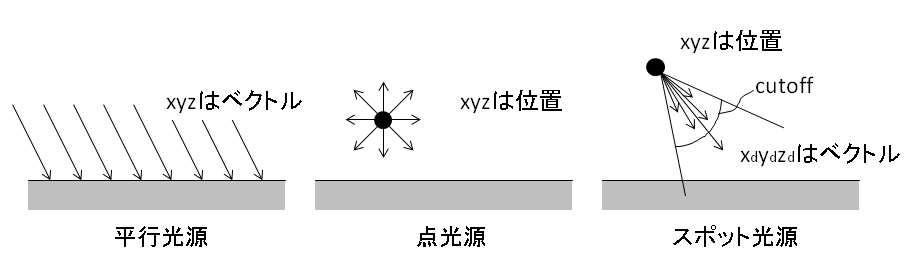 xyzはベクトル
平行光源
xyzは位置
点光源
xyzは位置
cutoff
xdydzdはベクトル
スポット光源